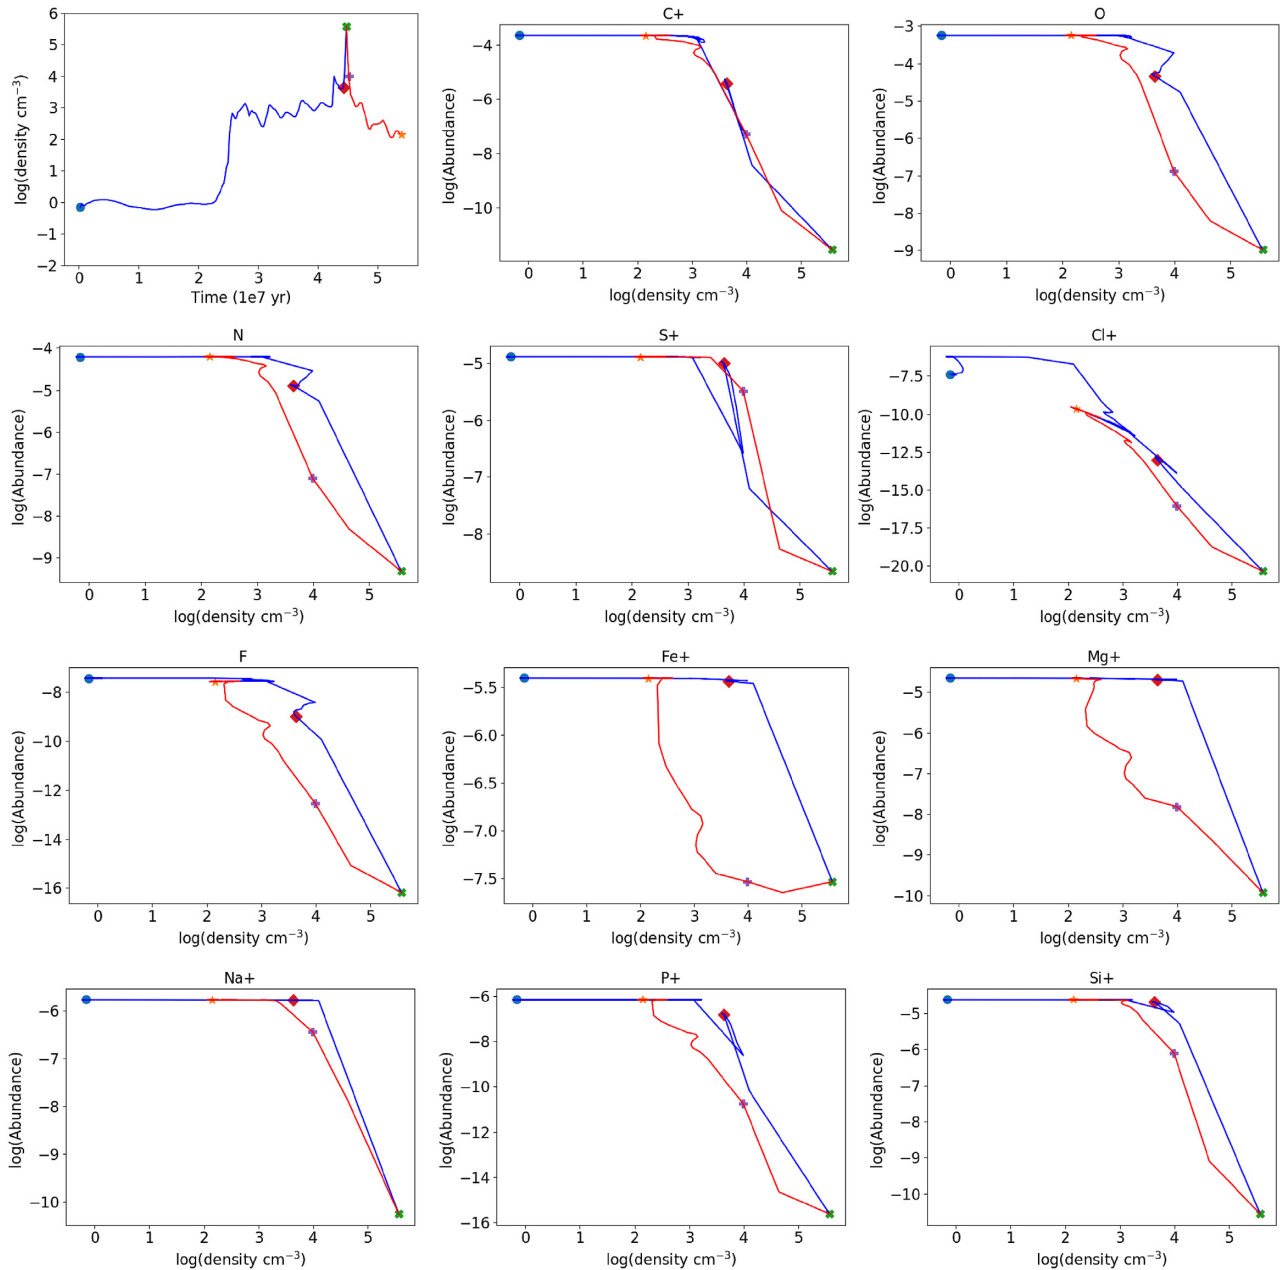 6
5
4
3
2
1
0
−1
−2
log(density cm−3)
0 1 2 3 4 5
Time (1e7 yr)
C+
−4
−6
−8
−10
log(Abundance)
0 1 2 3 4 5
log(density cm−3)
O
−3
−4
−5
−6
−7
−8
−9
log(Abundance)
0 1 2 3 4 5
log(density cm−3)
N
−4
−5
−6
−7
−8
−9
log(Abundance)
0 1 2 3 4 5
log(density cm−3)
S+
−5
−6
−7
−8
log(Abundance)
0 1 2 3 4 5
log(density cm−3)
Cl+
−7.5
−10.0
−12.5
−15.0
−17.5
−20.0
log(Abundance)
0 1 2 3 4 5
log(density cm−3)
F
−8
−10
−12
−14
−16
log(Abundance)
0 1 2 3 4 5
log(density cm−3)
Fe+
−5.5
−6.0
−6.5
−7.0
−7.5
log(Abundance)
0 1 2 3 4 5
log(density cm−3)
Mg+
−5
−6
−7
−8
−9
−10
log(Abundance)
0 1 2 3 4 5
log(density cm−3)
Na+
−6
−7
−8
−9
−10
log(Abundance)
0 1 2 3 4 5
log(density cm−3)
P+
−6
−8
−10
−12
−14
−16
log(Abundance)
0 1 2 3 4 5
log(density cm−3)
Si+
−5
−6
−7
−8
−9
−10
log(Abundance)
0 1 2 3 4 5
log(density cm−3)